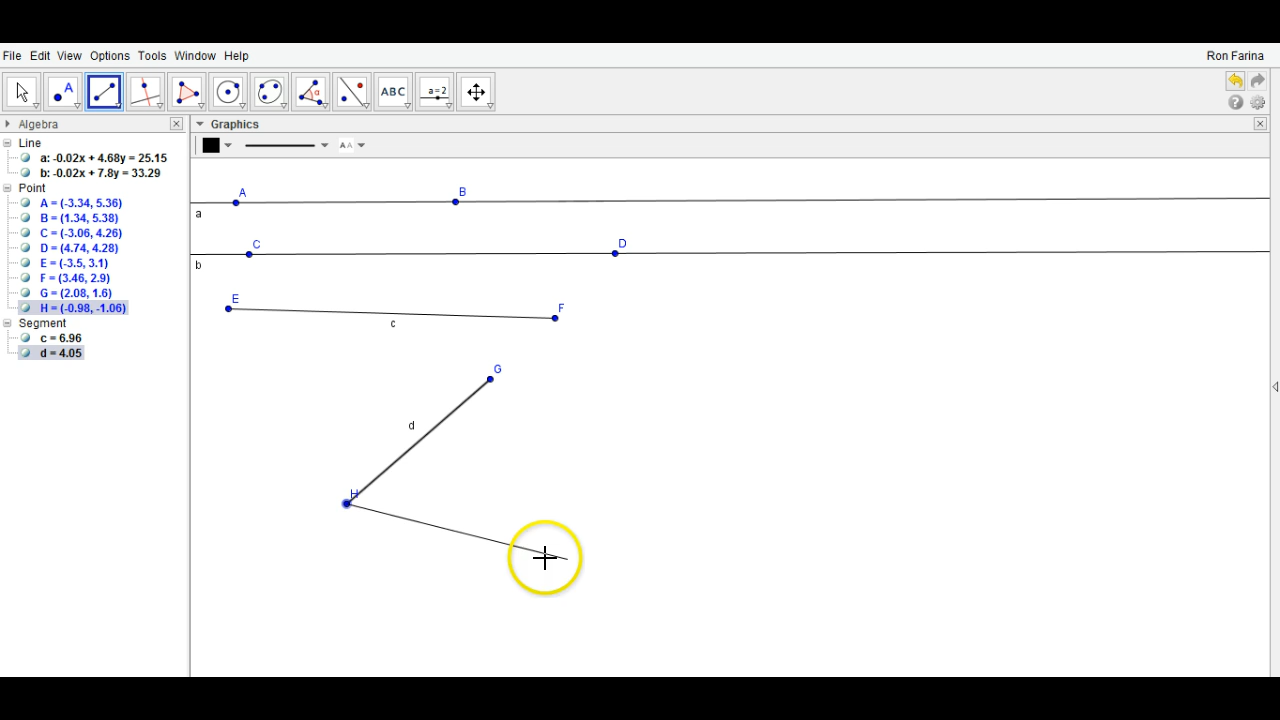 File Edit View Options Tools Window Help
Ron Farina
A
α
ABC
a=2
?
Algebra
Graphics
Line
a: -0.02x + 4.68y = 25.15
b: -0.02x + 7.8y = 33.29
Point
A = (-3.34, 5.36)
B = (1.34, 5.38)
C = (-3.06, 4.26)
D = (4.74, 4.28)
E = (-3.5, 3.1)
F = (3.46, 2.9)
G = (2.08, 1.6)
H = (-0.98, -1.06)
Segment
c = 6.96
d = 4.05
AA
A
B
a
C
D
b
E
F
c
G
d
H